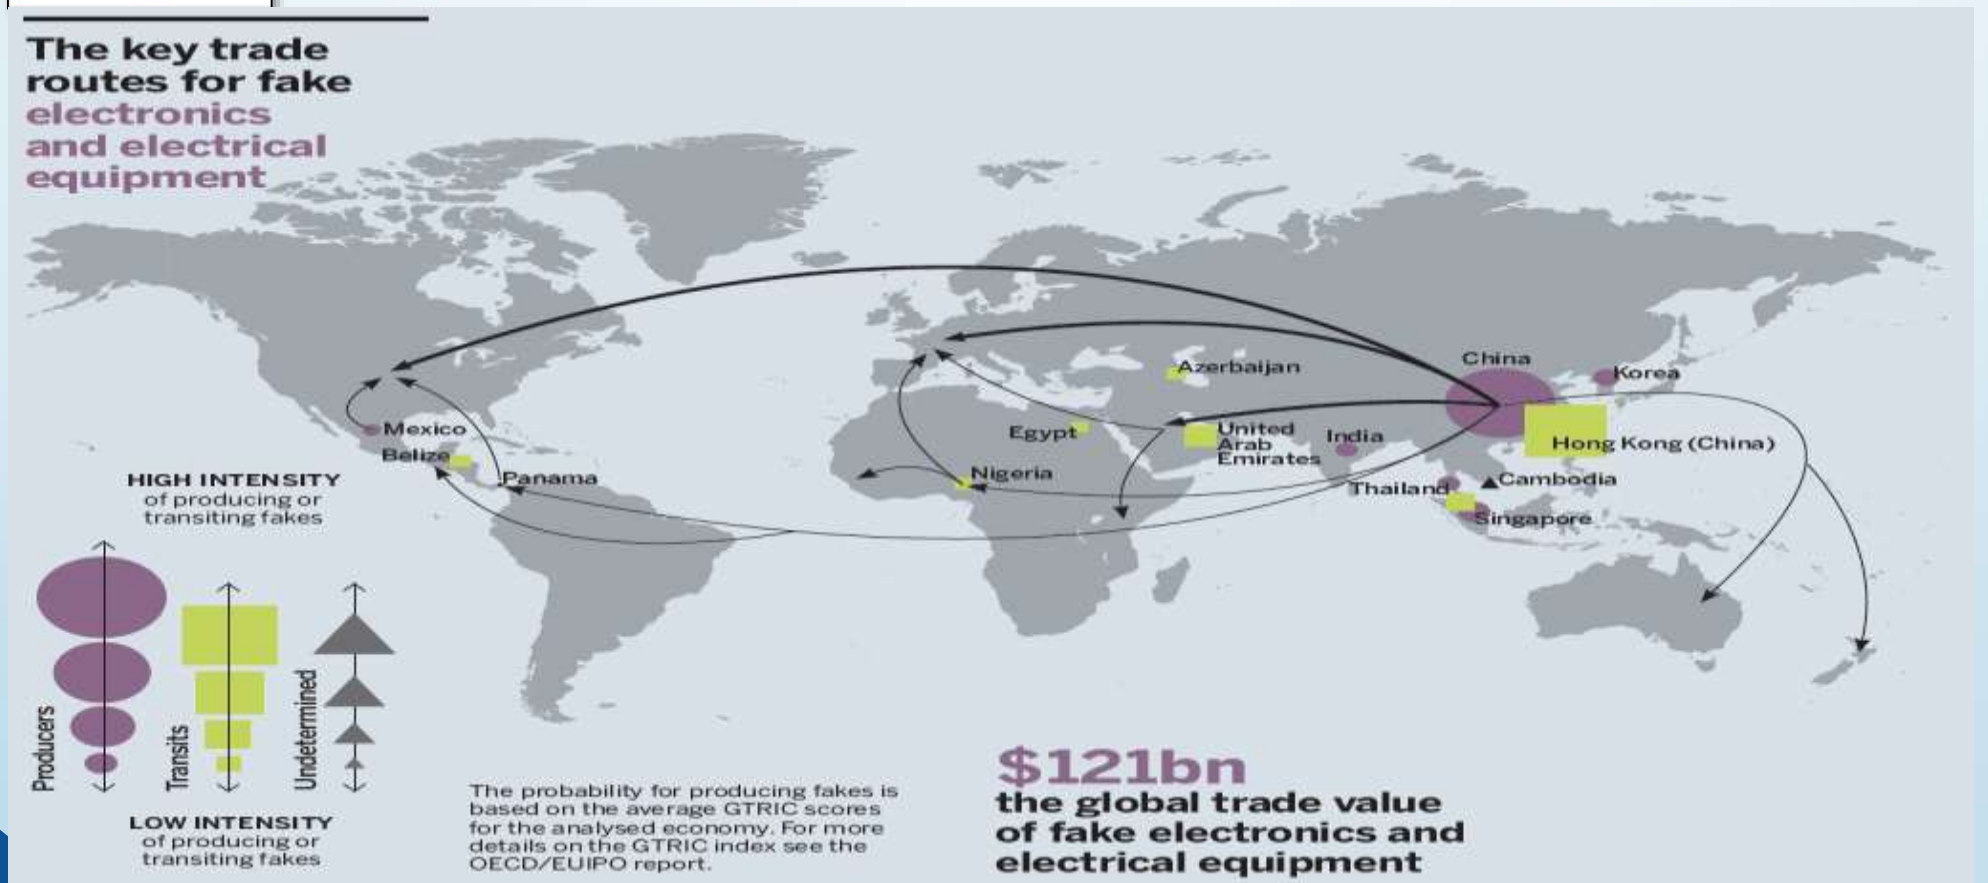 The key trade
routes for fake
electronics
and electrical
equipment
China
Korea
Azerbaijan
Mexico
Egypt
United
Arab
Emirates
India
Hong Kong (China)
Belize
Nigeria
Panama
Thailand
Cambodia
Singapore
HIGH INTENSITY
of producing or
transiting fakes
Producers
Transits
Undetermined
LOW INTENSITY
of producing or
transiting fakes
The probability for producing fakes is
based on the average GTRIC scores
for the analysed economy. For more
details on the GTRIC index see the
OECD/EUIPO report.
$121bn
the global trade value
of fake electronics and
electrical equipment